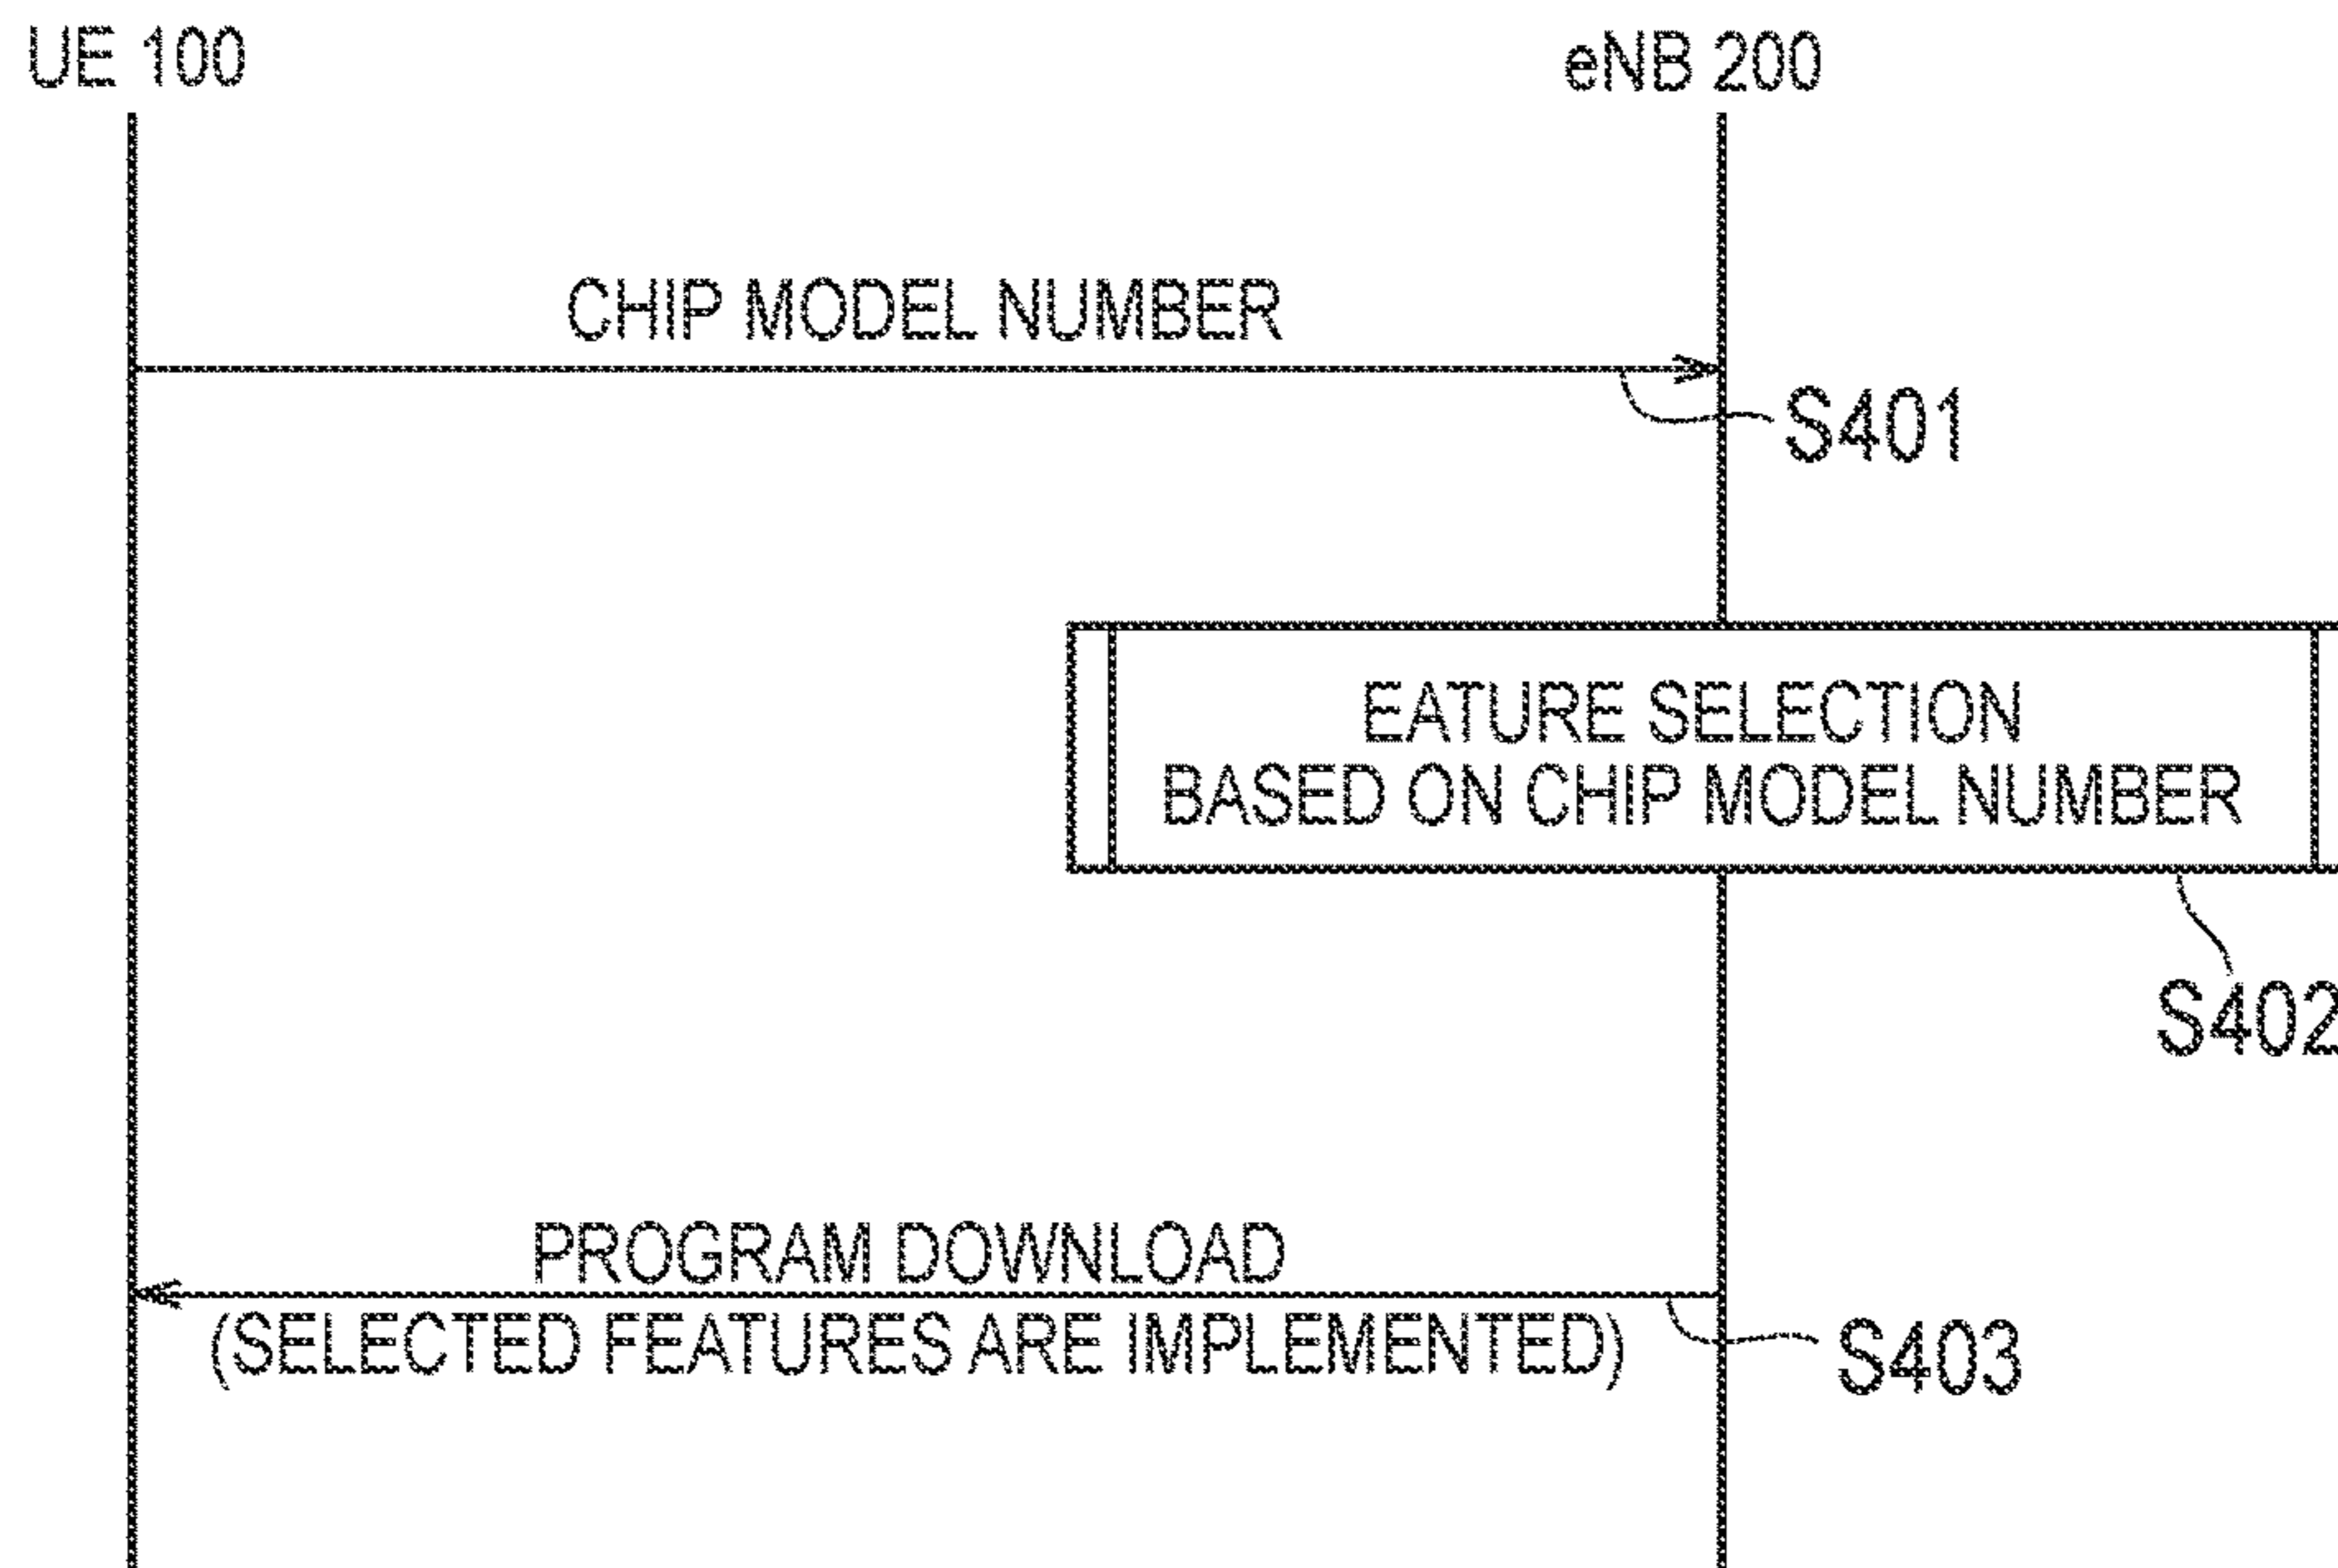 UE 100
eNB 200
CHIP MODEL NUMBER
S401
EATURE SELECTION
BASED ON CHIP MODEL NUMBER
S402
PROGRAM DOWNLOAD
(SELECTED FEATURES ARE IMPLEMENTED)
S403